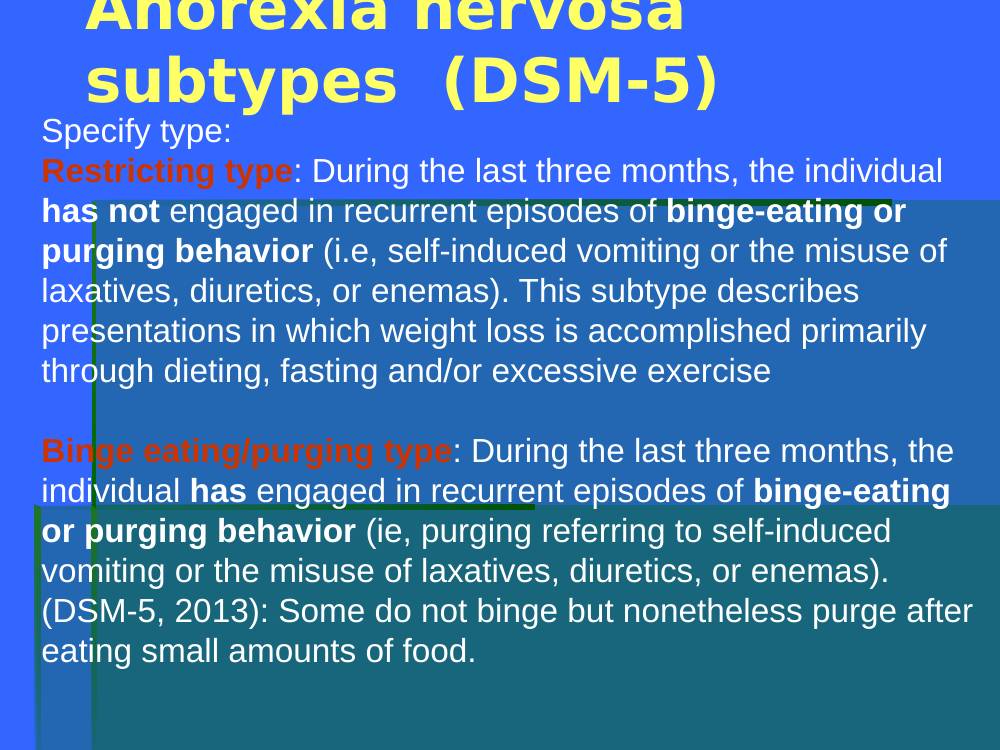 Anorexia nervosa
subtypes (DSM-5)
Specify type:
Restricting type: During the last three months, the individual
has not engaged in recurrent episodes of binge-eating or
purging behavior (i.e, self-induced vomiting or the misuse of
laxatives, diuretics, or enemas). This subtype describes
presentations in which weight loss is accomplished primarily
through dieting, fasting and/or excessive exercise
Binge eating/purging type: During the last three months, the
individual has engaged in recurrent episodes of binge-eating
or purging behavior (ie, purging referring to self-induced
vomiting or the misuse of laxatives, diuretics, or enemas).
(DSM-5, 2013): Some do not binge but nonetheless purge after
eating small amounts of food.